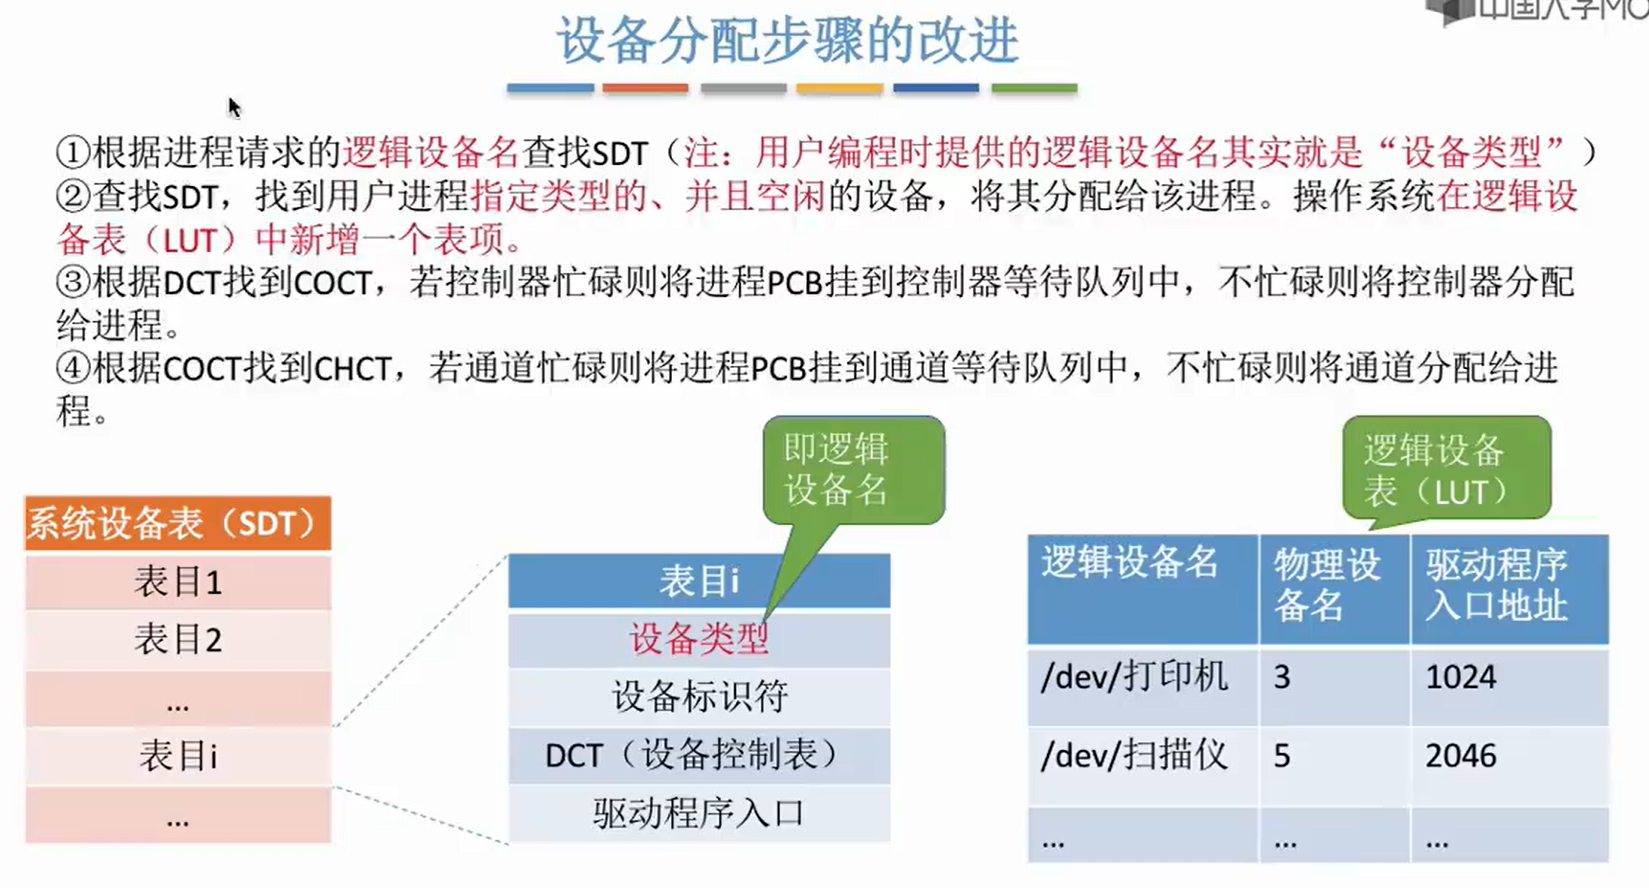 中国大学MO
设备分配步骤的改进
①根据进程请求的逻辑设备名查找SDT（注：用户编程时提供的逻辑设备名其实就是“设备类型”）
②查找SDT，找到用户进程指定类型的、并且空闲的设备，将其分配给该进程。操作系统在逻辑设
备表（LUT）中新增一个表项。
③根据DCT找到COCT，若控制器忙碌则将进程PCB挂到控制器等待队列中，不忙碌则将控制器分配
给进程。
④根据COCT找到CHCT，若通道忙碌则将进程PCB挂到通道等待队列中，不忙碌则将通道分配给进
程。
即逻辑
设备名
逻辑设备
表（LUT）
系统设备表（SDT）
表目1
表目2
...
表目i
...
表目i
设备类型
设备标识符
DCT（设备控制表）
驱动程序入口
逻辑设备名 物理设备名 驱动程序入口地址
/dev/打印机 3 1024
/dev/扫描仪 5 2046
... ... ...